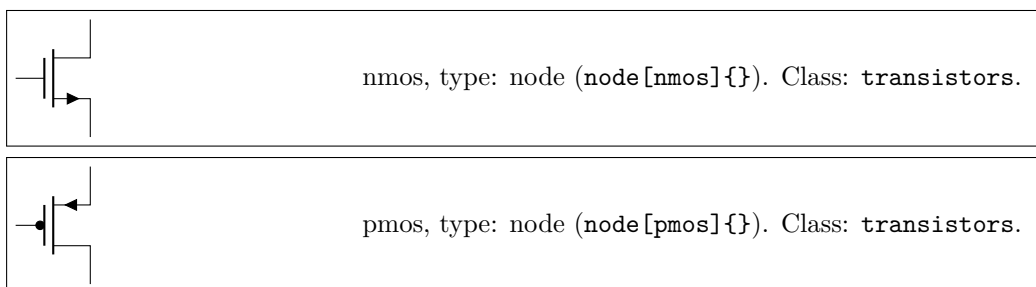 nmos, type: node (node[nmos]{}). Class: transistors.
pmos, type: node (node[pmos]{}). Class: transistors.